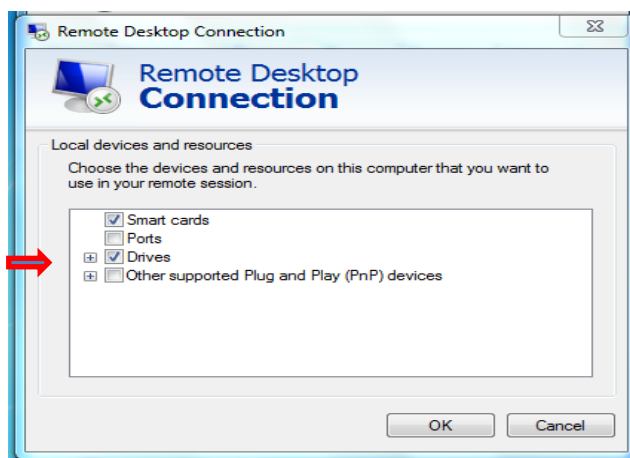 Remote Desktop Connection
Remote Desktop
Connection
Local devices and resources
Choose the devices and resources on this computer that you want to
use in your remote session.
Smart cards
Ports
Drives
Other supported Plug and Play (PnP) devices
OK
Cancel